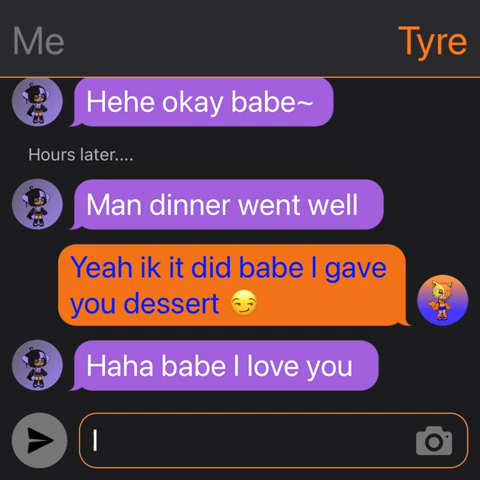 Me
Tyre
Hehe okay babe~
Hours later....
Man dinner went well
Yeah ik it did babe I gave
you dessert 😏
Haha babe I love you